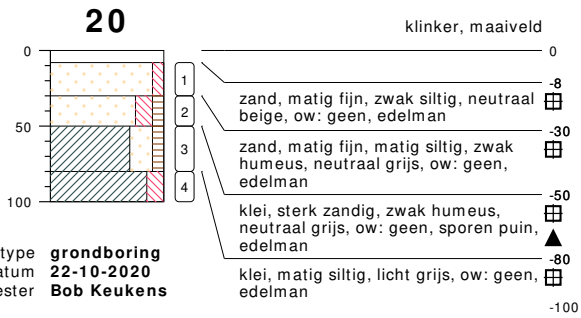 20
klinker, maaiveld
0
0
-8
1
zand, matig fijn, zwak siltig, neutraal
beige, ow: geen, edelman
-30
2
zand, matig fijn, matig siltig, zwak
humeus, neutraal grijs, ow: geen,
edelman
50
3
-50
klei, sterk zandig, zwak humeus,
neutraal grijs, ow: geen, sporen puin,
edelman
4
-80
100
klei, matig siltig, licht grijs, ow: geen,
edelman
-100
type grondboring
atum 22-10-2020
ester Bob Keukens